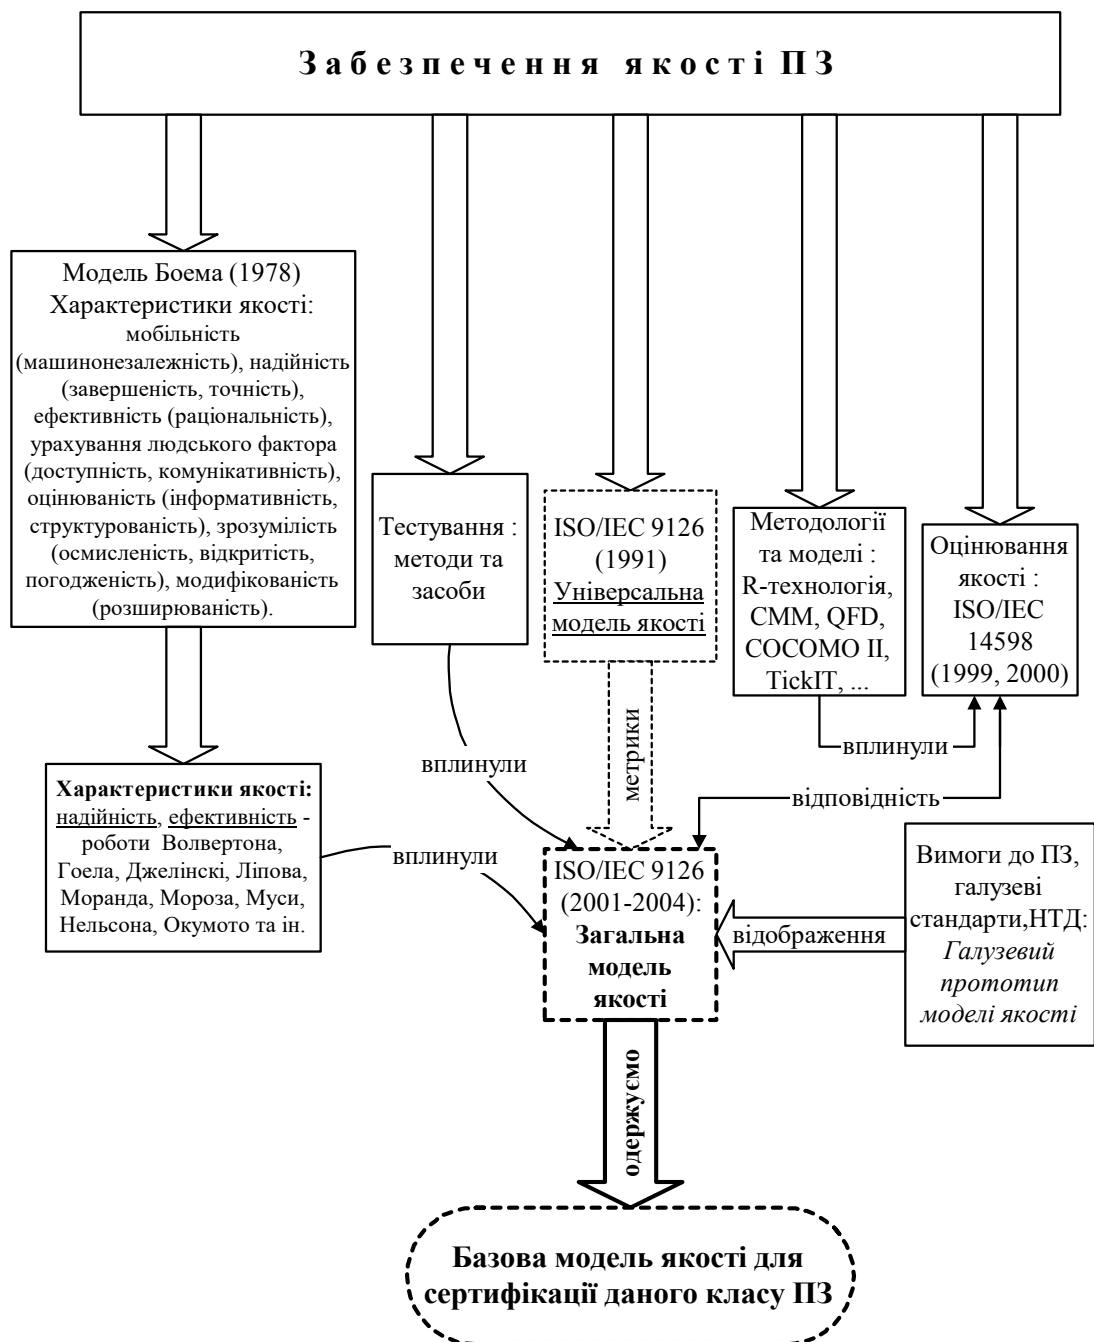 Забезпечення якості ПЗ
Модель Боема (1978)
Характеристики якості:
мобільність
(машинонезалежність), надійність
(завершеність, точність),
ефективність (раціональність),
урахування людського фактора
(доступність, комунікативність),
оцінюваність (інформативність,
структурованість), зрозумілість
(осмисленість, відкритість,
погодженість), модифікованість
(розширюваність).
Тестування :
методи та
засоби
ISO/IEC 9126
(1991)
Універсальна
модель якості
Методології
та моделі :
R-технологія,
CMM, QFD,
COCOMO II,
TickIT, ...
Оцінювання
якості :
ISO/IEC
14598
(1999, 2000)
вплинули
вплинули
метрики
відповідність
Характеристики якості:
надійність, ефективність -
роботи Волвертона,
Гоела, Джелінскі, Ліпова,
Моранда, Мороза, Муси,
Нельсона, Окумото та ін.
вплинули
ISO/IEC 9126
(2001-2004):
Загальна
модель
якості
відображення
Вимоги до ПЗ,
галузеві
стандарти,НТД:
Галузевий
прототип
моделі якості
одержуємо
Базова модель якості для
сертифікації даного класу ПЗ